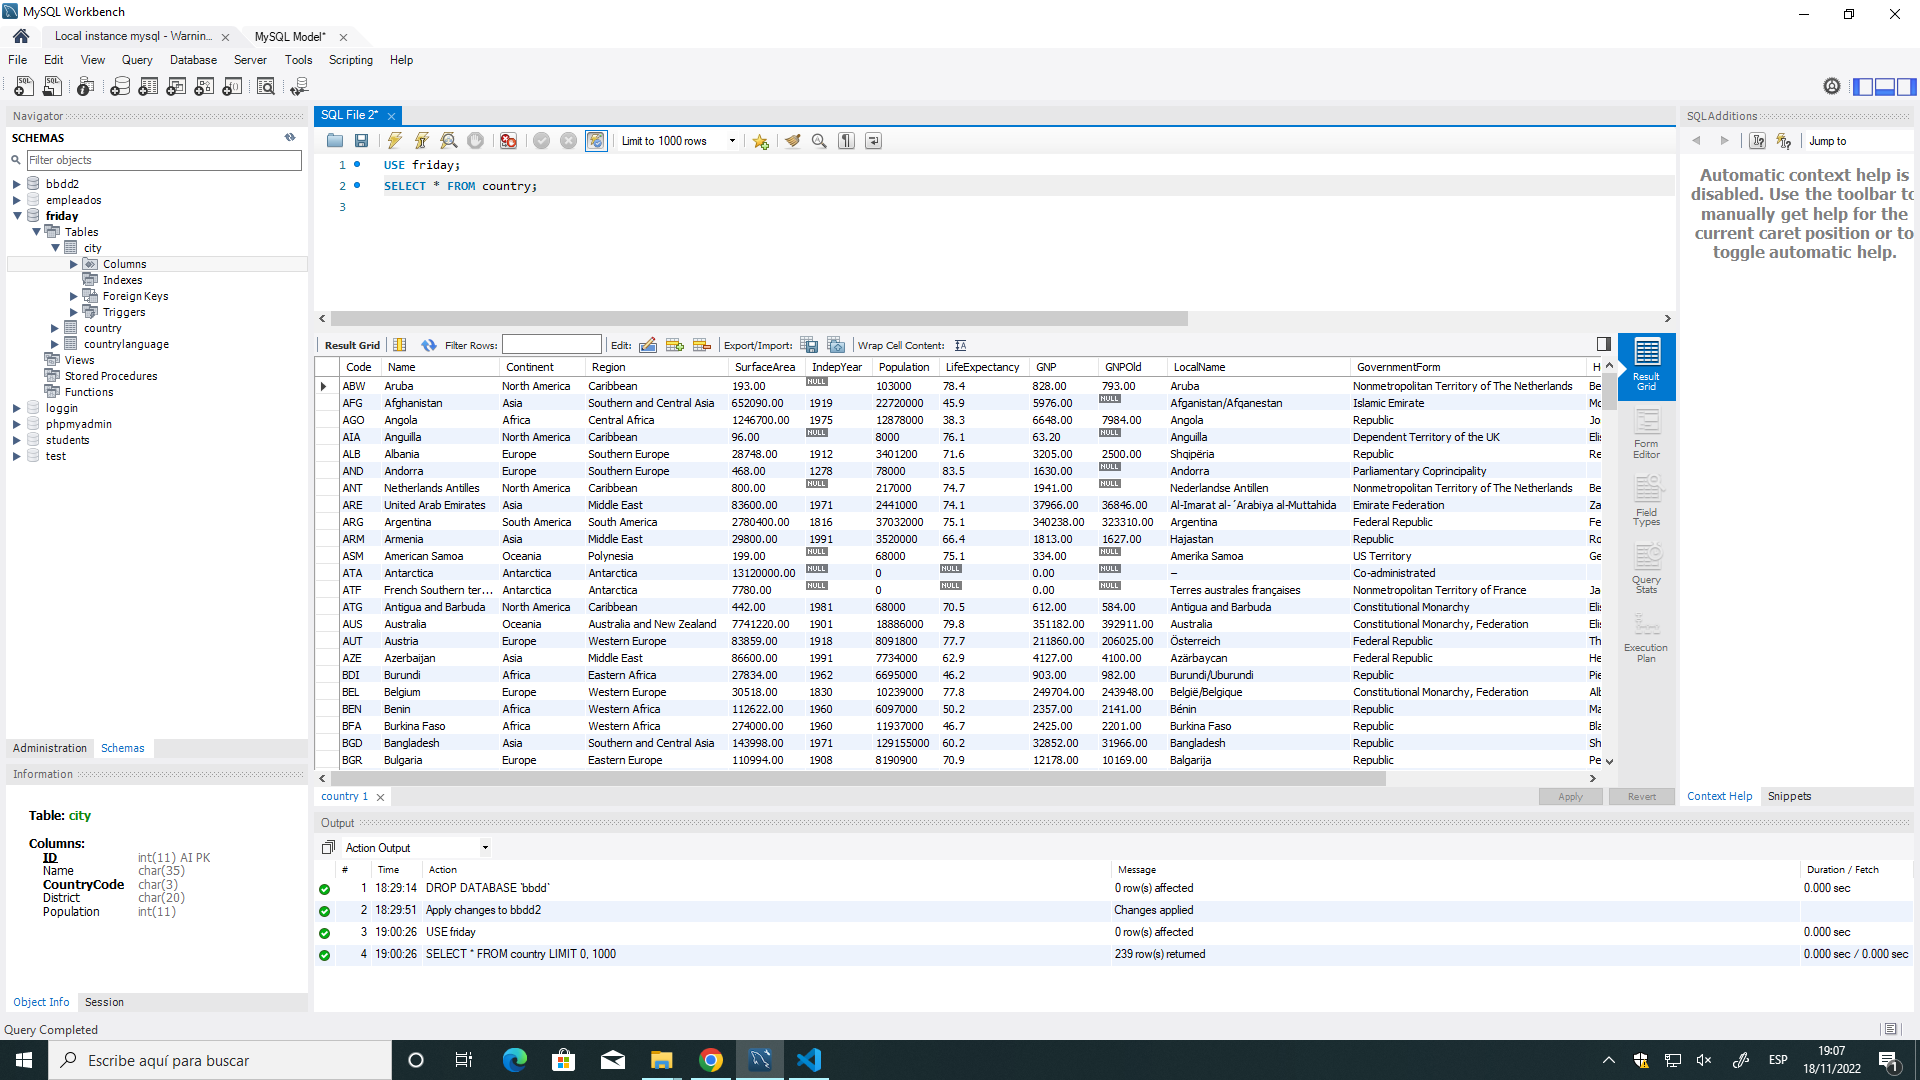 MySQL Workbench
Local instance mysql - Warnin... MySQL Model*
File Edit View Query Database Server Tools Scripting Help
Navigator
SCHEMAS
Filter objects
bbdd2
empleados
friday
Tables
city
Columns
Indexes
Foreign Keys
Triggers
country
countrylanguage
Views
Stored Procedures
Functions
loggin
phpmyadmin
students
test
Administration Schemas
Information
Table: city
Columns:
ID int(11) AI PK
Name char(35)
CountryCode char(3)
District char(20)
Population int(11)
Object Info Session
SQL File 2*
Limit to 1000 rows
1 USE friday;
2 SELECT * FROM country;
3
Result Grid Filter Rows: Edit: Export/Import: Wrap Cell Content:
Code Name Continent Region SurfaceArea IndepYear Population LifeExpectancy GNP GNPOld LocalName GovernmentForm H
ABW Aruba North America Caribbean 193.00 NULL 103000 78.4 828.00 793.00 Aruba Nonmetropolitan Territory of The Netherlands Be
AFG Afghanistan Asia Southern and Central Asia 652090.00 1919 22720000 45.9 5976.00 NULL Afganistan/Afqanestan Islamic Emirate Mo
AGO Angola Africa Central Africa 1246700.00 1975 12878000 38.3 6648.00 7984.00 Angola Republic Jo
AIA Anguilla North America Caribbean 96.00 NULL 8000 76.1 63.20 NULL Anguilla Dependent Territory of the UK Elis
ALB Albania Europe Southern Europe 28748.00 1912 3401200 71.6 3205.00 2500.00 Shqipëria Republic Re
AND Andorra Europe Southern Europe 468.00 1278 78000 83.5 1630.00 NULL Andorra Parliamentary Coprincipality
ANT Netherlands Antilles North America Caribbean 800.00 NULL 217000 74.7 1941.00 NULL Nederlandse Antillen Nonmetropolitan Territory of The Netherlands Be
ARE United Arab Emirates Asia Middle East 83600.00 1971 2441000 74.1 37966.00 36846.00 Al-Imarat al-´Arabiya al-Muttahida Emirate Federation Za
ARG Argentina South America South America 2780400.00 1816 37032000 75.1 340238.00 323310.00 Argentina Federal Republic Fe
ARM Armenia Asia Middle East 29800.00 1991 3520000 66.4 1813.00 1627.00 Hajastan Republic Ro
ASM American Samoa Oceania Polynesia 199.00 NULL 68000 75.1 334.00 NULL Amerika Samoa US Territory Ge
ATA Antarctica Antarctica Antarctica 13120000.00 NULL 0 NULL 0.00 NULL – Co-administrated
ATF French Southern ter... Antarctica Antarctica 7780.00 NULL 0 NULL 0.00 NULL Terres australes françaises Nonmetropolitan Territory of France Ja
ATG Antigua and Barbuda North America Caribbean 442.00 1981 68000 70.5 612.00 584.00 Antigua and Barbuda Constitutional Monarchy Elis
AUS Australia Oceania Australia and New Zealand 7741220.00 1901 18886000 79.8 351182.00 392911.00 Australia Constitutional Monarchy, Federation Elis
AUT Austria Europe Western Europe 83859.00 1918 8091800 77.7 211860.00 206025.00 Österreich Federal Republic Th
AZE Azerbaijan Asia Middle East 86600.00 1991 7734000 62.9 4127.00 4100.00 Azärbaycan Federal Republic He
BDI Burundi Africa Eastern Africa 27834.00 1962 6695000 46.2 903.00 982.00 Burundi/Uburundi Republic Pie
BEL Belgium Europe Western Europe 30518.00 1830 10239000 77.8 249704.00 243948.00 België/Belgique Constitutional Monarchy, Federation Alb
BEN Benin Africa Western Africa 112622.00 1960 6097000 50.2 2357.00 2141.00 Bénin Republic Ma
BFA Burkina Faso Africa Western Africa 274000.00 1960 11937000 46.7 2425.00 2201.00 Burkina Faso Republic Bla
BGD Bangladesh Asia Southern and Central Asia 143998.00 1971 129155000 60.2 32852.00 31966.00 Bangladesh Republic Sh
BGR Bulgaria Europe Eastern Europe 110994.00 1908 8190900 70.9 12178.00 10169.00 Balgarija Republic Pe
Result Grid
Form Editor
Field Types
Query Stats
Execution Plan
country 1 Apply Revert
Output
Action Output
# Time Action Message Duration / Fetch
1 18:29:14 DROP DATABASE `bbdd` 0 row(s) affected 0.000 sec
2 18:29:51 Apply changes to bbdd2 Changes applied
3 19:00:26 USE friday 0 row(s) affected 0.000 sec
4 19:00:26 SELECT * FROM country LIMIT 0, 1000 239 row(s) returned 0.000 sec / 0.000 sec
SQLAdditions
Jump to
Automatic context help is
disabled. Use the toolbar to
manually get help for the
current caret position or to
toggle automatic help.
Context Help Snippets
Query Completed
Escribe aquí para buscar
ESP
19:07
18/11/2022
1